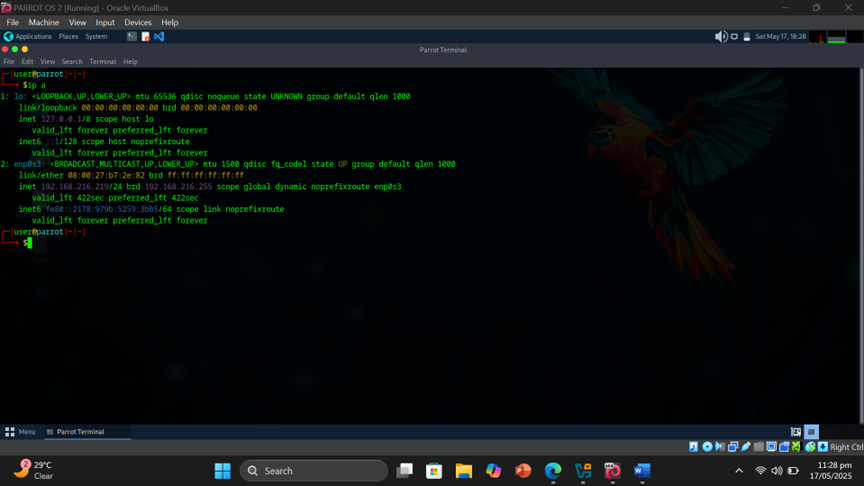 PARROT OS 2 [Running] - Oracle VirtualBox
File Machine View Input Devices Help
Applications Places System
Sat May 17, 18:28
Parrot Terminal
File Edit View Search Terminal Help
[user@parrot]─[~]
$ip a
1: lo: <LOOPBACK,UP,LOWER_UP> mtu 65536 qdisc noqueue state UNKNOWN group default qlen 1000
link/loopback 00:00:00:00:00:00 brd 00:00:00:00:00:00
inet 127.0.0.1/8 scope host lo
valid_lft forever preferred_lft forever
inet6 ::1/128 scope host noprefixroute
valid_lft forever preferred_lft forever
2: enp0s3: <BROADCAST,MULTICAST,UP,LOWER_UP> mtu 1500 qdisc fq_codel state UP group default qlen 1000
link/ether 08:00:27:b7:2e:82 brd ff:ff:ff:ff:ff:ff
inet 192.168.216.219/24 brd 192.168.216.255 scope global dynamic noprefixroute enp0s3
valid_lft 422sec preferred_lft 422sec
inet6 fe80::2178:979b:5259:3bb5/64 scope link noprefixroute
valid_lft forever preferred_lft forever
[user@parrot]─[~]
$
Menu Parrot Terminal
Right Ctrl
2
29°C
Clear
Search
11:28 pm
17/05/2025